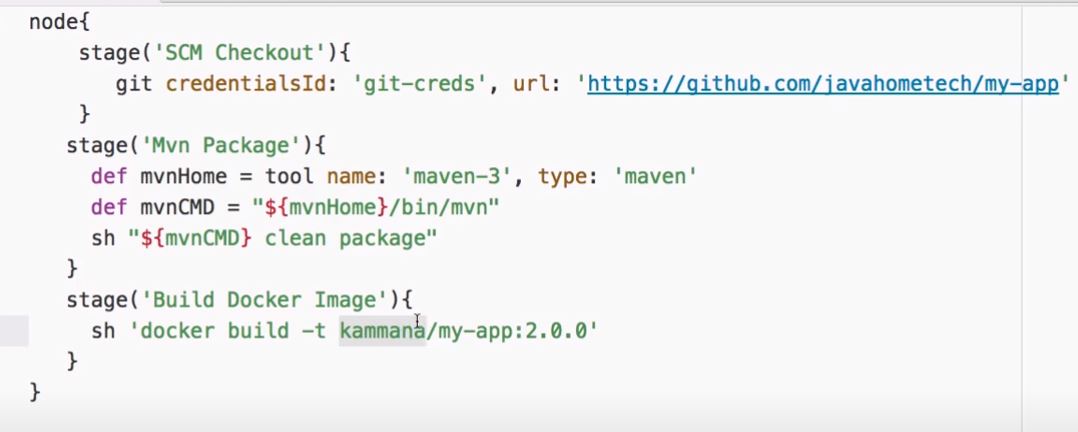 node{
stage('SCM Checkout'){
git credentialsId: 'git-creds', url: 'https://github.com/javahometech/my-app'
}
stage('Mvn Package'){
def mvnHome = tool name: 'maven-3', type: 'maven'
def mvnCMD = "${mvnHome}/bin/mvn"
sh "${mvnCMD} clean package"
}
stage('Build Docker Image'){
sh 'docker build -t kammana/my-app:2.0.0'
}
}